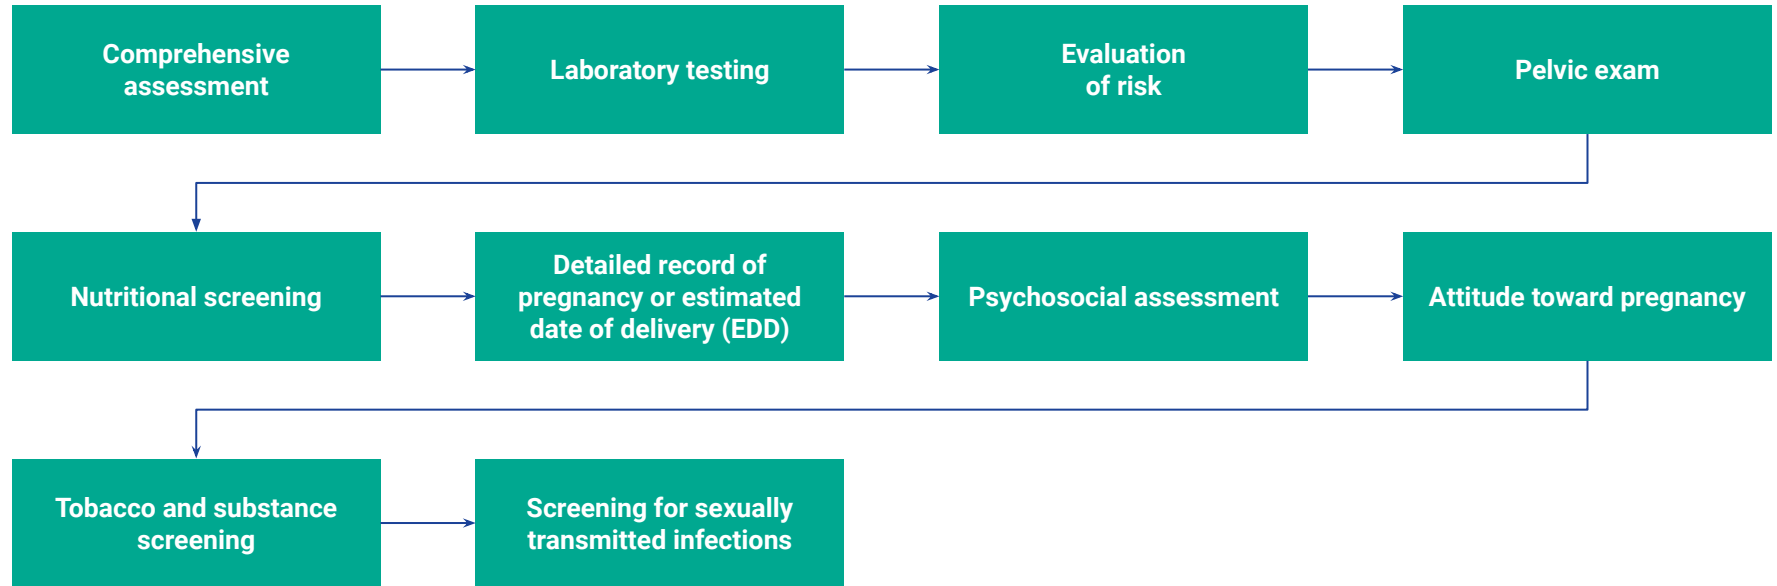 Comprehensive
assessment
Laboratory testing
Evaluation
of risk
Pelvic exam
Nutritional screening
Detailed record of
pregnancy or estimated
date of delivery (EDD)
Psychosocial assessment
Attitude toward pregnancy
Tobacco and substance
screening
Screening for sexually
transmitted infections